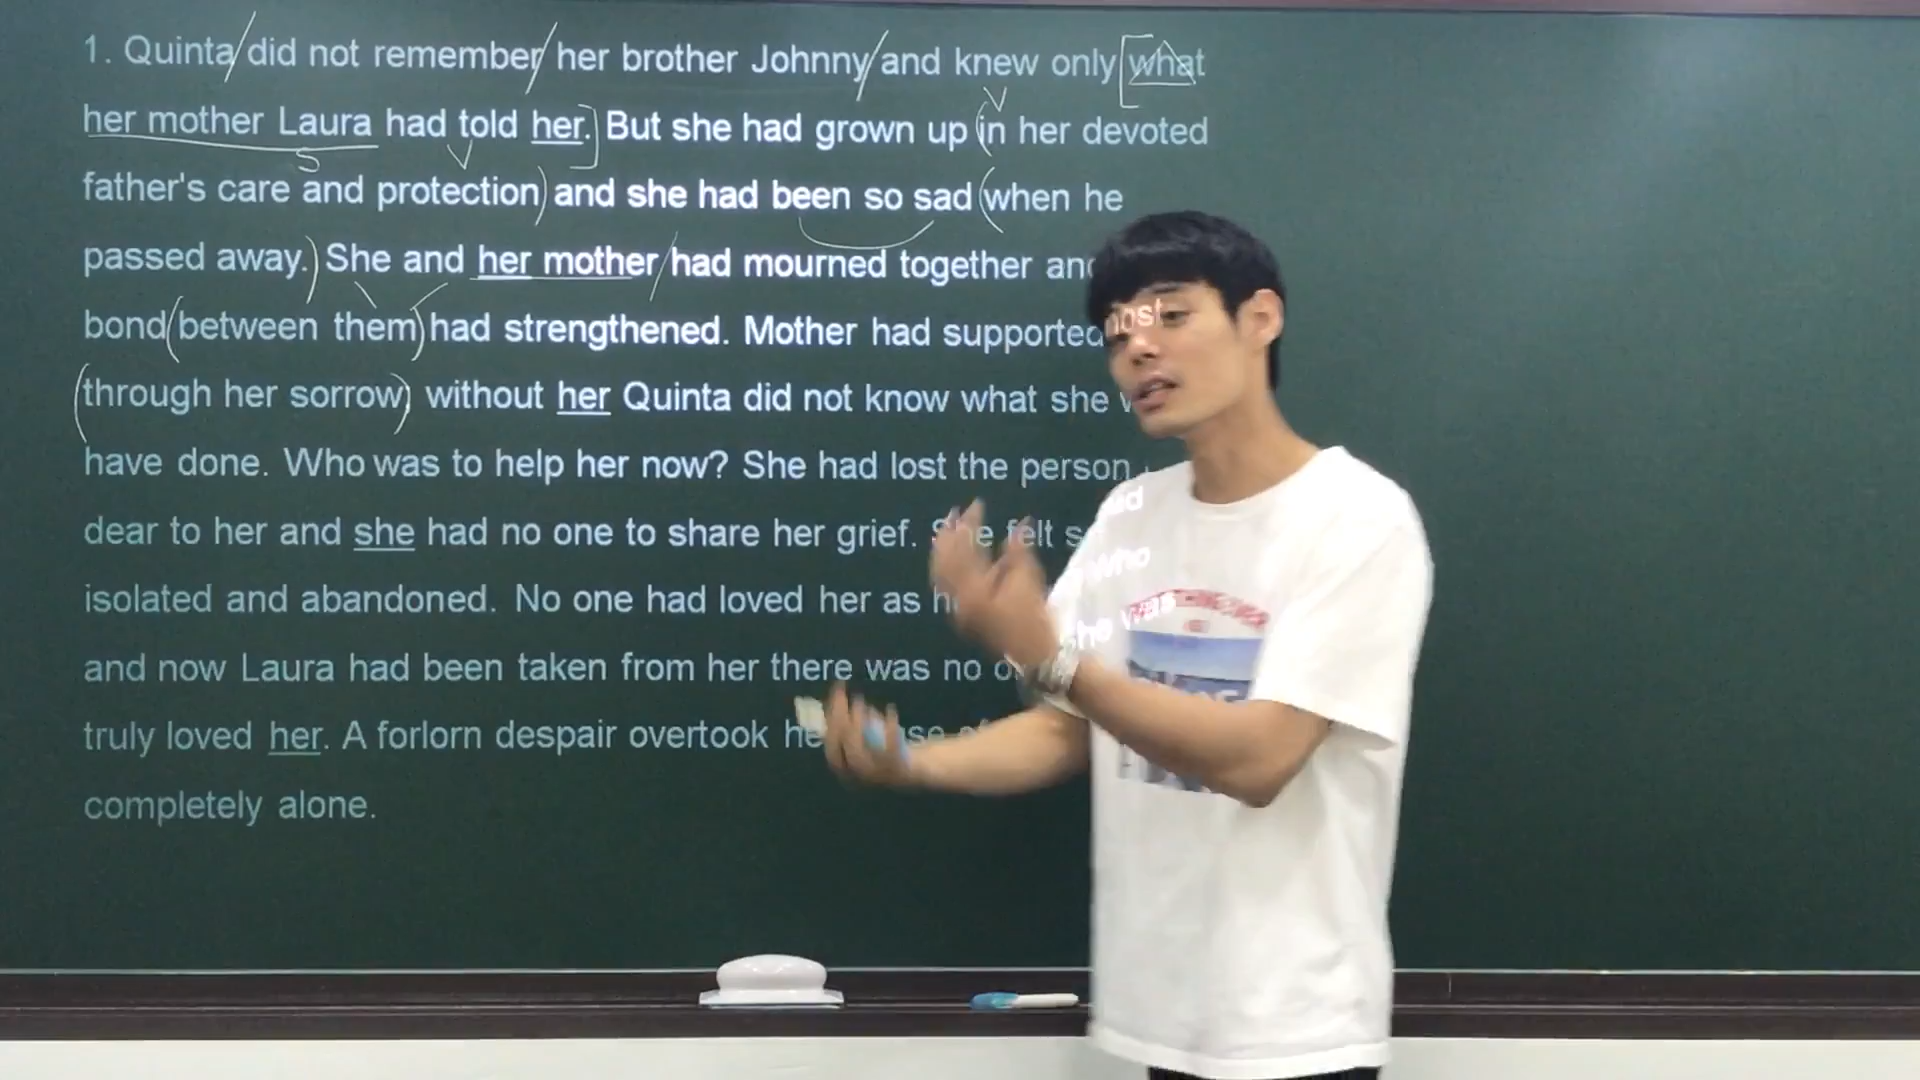 1. Quinta did not remember her brother Johnny and knew only what
her mother Laura had told her. But she had grown up in her devoted
father's care and protection and she had been so sad when he
passed away. She and her mother had mourned together and
bond between them had strengthened. Mother had supported
through her sorrow, without her Quinta did not know what she
have done. Who was to help her now? She had lost the person
dear to her and she had no one to share her grief. She felt so
isolated and abandoned. No one had loved her as
and now Laura had been taken from her there was no
truly loved her. A forlorn despair overtook
completely alone.
S
V
V